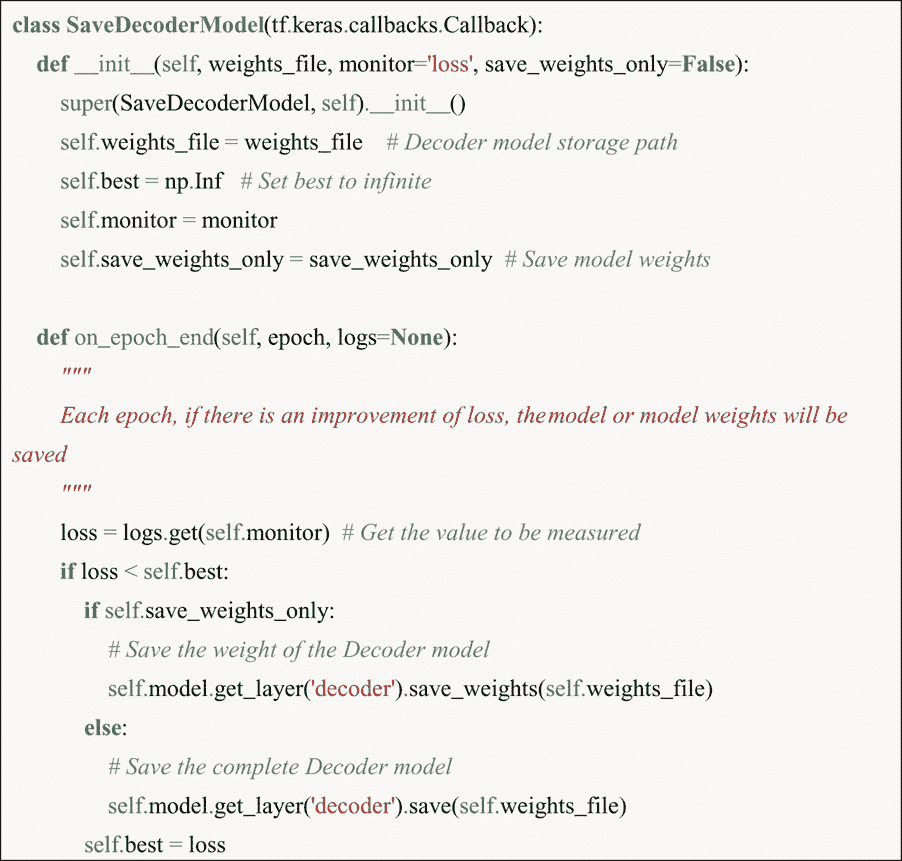 class SaveDecoderModel(tf.keras.callbacks.Callback):
def __init__(self, weights_file, monitor='loss', save_weights_only=False):
super(SaveDecoderModel, self).__init__()
self.weights_file = weights_file # Decoder model storage path
self.best = np.Inf # Set best to infinite
self.monitor = monitor
self.save_weights_only = save_weights_only # Save model weights
def on_epoch_end(self, epoch, logs=None):
"""
Each epoch, if there is an improvement of loss, themodel or model weights will be
saved
"""
loss = logs.get(self.monitor) # Get the value to be measured
if loss < self.best:
if self.save_weights_only:
# Save the weight of the Decoder model
self.model.get_layer('decoder').save_weights(self.weights_file)
else:
# Save the complete Decoder model
self.model.get_layer('decoder').save(self.weights_file)
self.best = loss